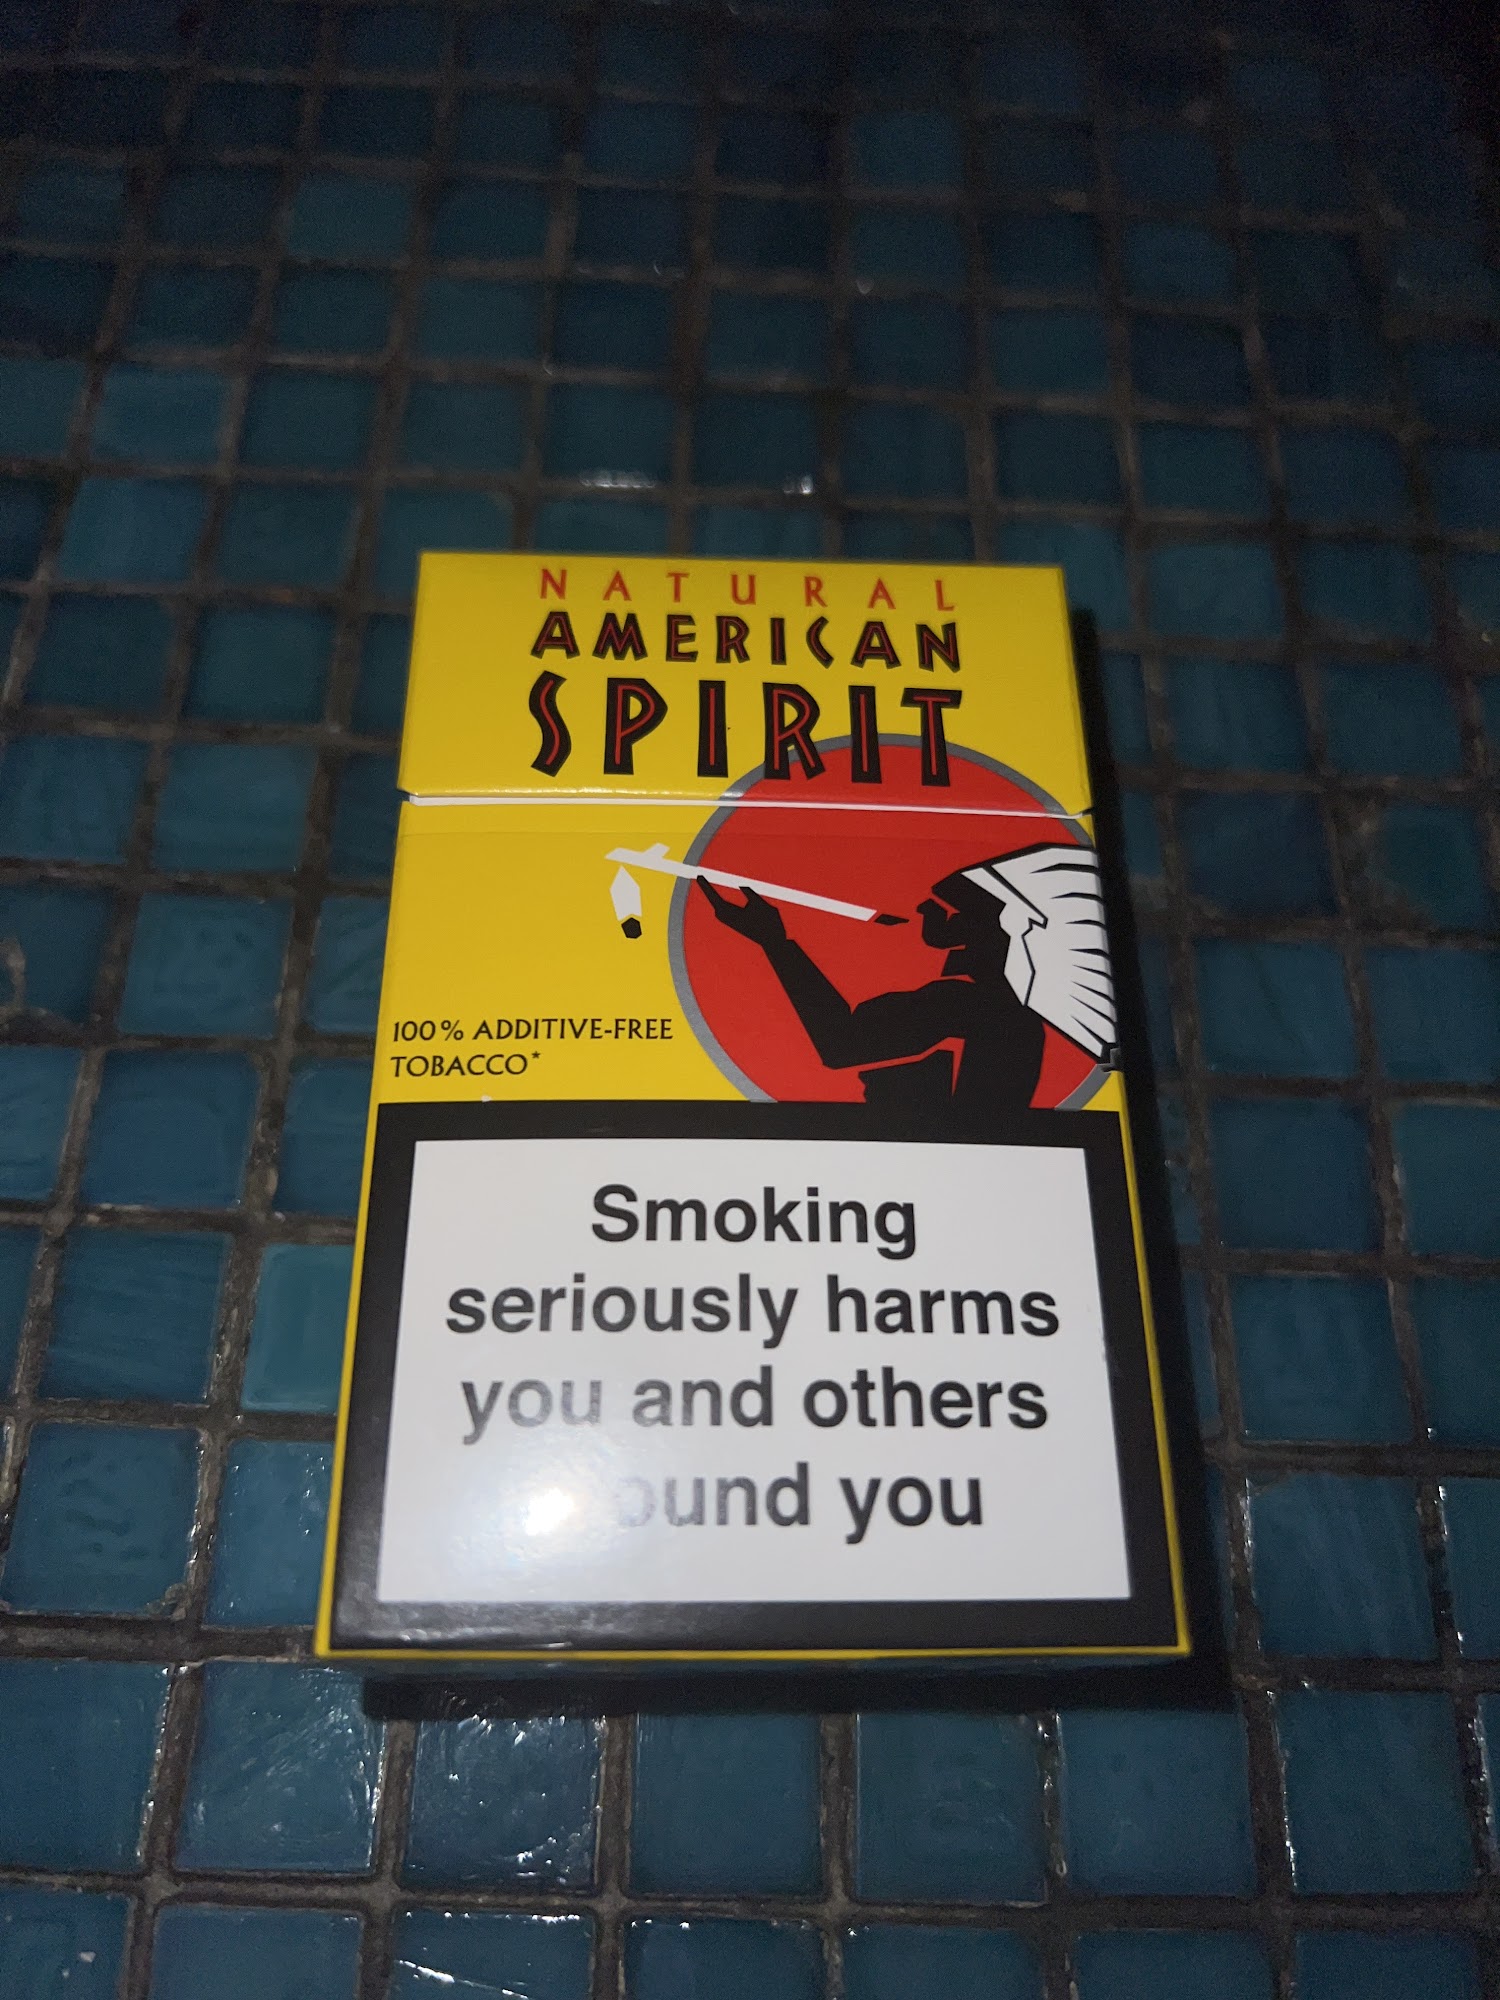 NATURAL
AMERICAN
SPIRIT
100% ADDITIVE-FREE
TOBACCO*
Smoking
seriously harms
you and others
you